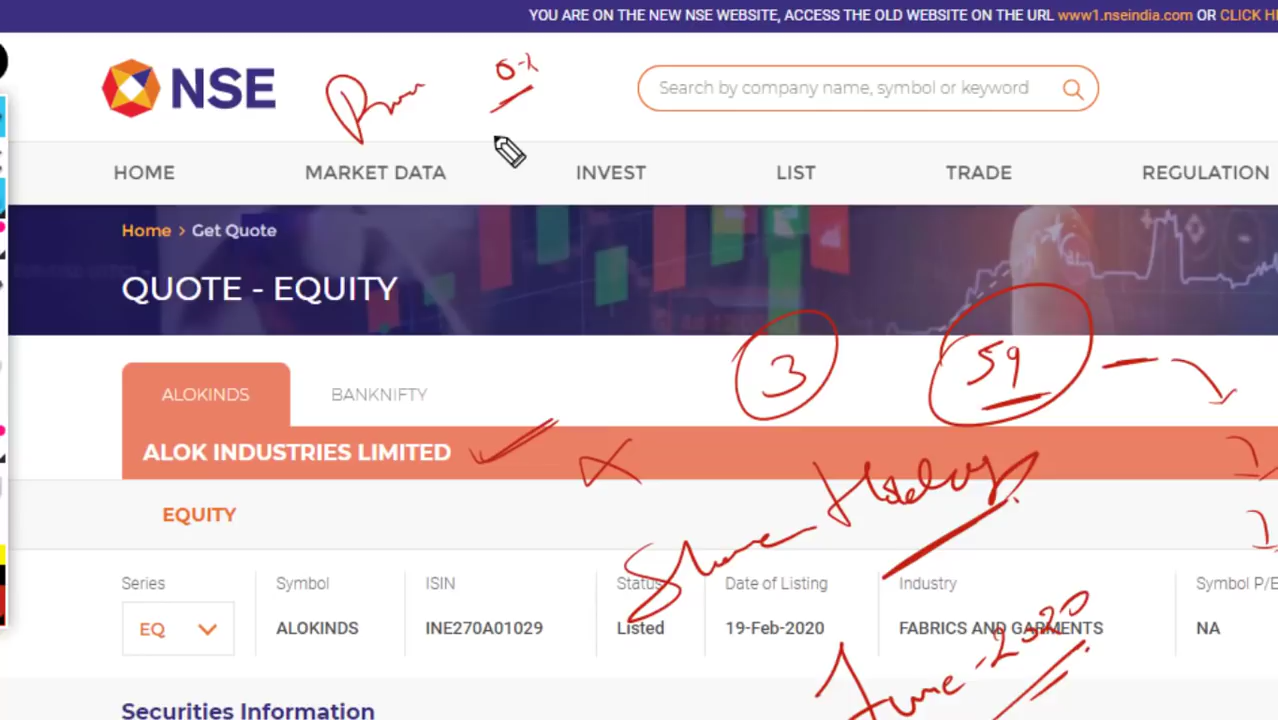 YOU ARE ON THE NEW NSE WEBSITE, ACCESS THE OLD WEBSITE ON THE URL www1.nseindia.com OR CLICK HE
NSE
Search by company name, symbol or keyword
HOME MARKET DATA INVEST LIST TRADE REGULATION
Home > Get Quote
QUOTE - EQUITY
3 59
ALOKINDS BANKNIFTY
ALOK INDUSTRIES LIMITED
Share Holding
EQUITY
Series Symbol ISIN Status Date of Listing Industry Symbol P/E
EQ ALOKINDS INE270A01029 Listed 19-Feb-2020 FABRICS AND GARMENTS NA
June-2020
Securities Information